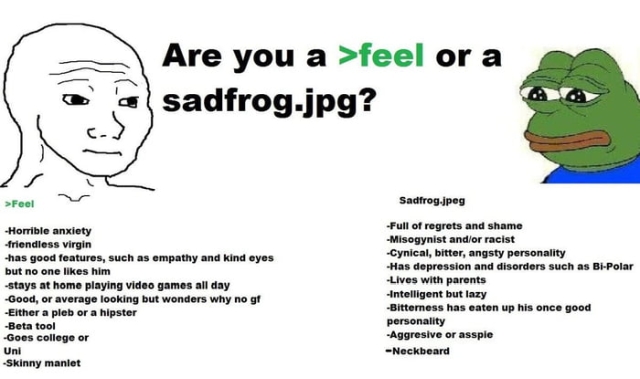 Are you a >feel or a
sadfrog.jpg?
>Feel
-Horrible anxiety
-friendless virgin
-has good features, such as empathy and kind eyes
but no one likes him
-stays at home playing video games all day
-Good, or average looking but wonders why no gf
-Either a pleb or a hipster
-Beta tool
-Goes college or
Uni
-Skinny manlet
Sadfrog.jpeg
-Full of regrets and shame
-Misogynist and/or racist
-Cynical, bitter, angsty personality
-Has depression and disorders such as Bi-Polar
-Lives with parents
-Intelligent but lazy
-Bitterness has eaten up his once good
personality
-Aggresive or asspie
-Neckbeard